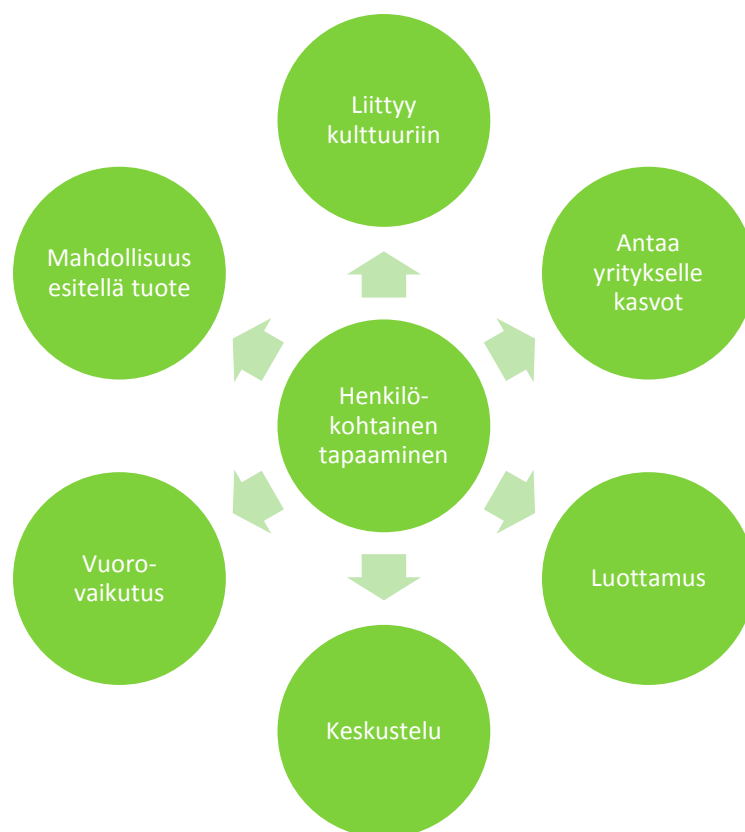 Liittyy
kulttuuriin
Mahdollisuus
esitellä tuote
Antaa
yritykselle
kasvot
Henkilö-
kohtainen
tapaaminen
Vuoro-
vaikutus
Luottamus
Keskustelu